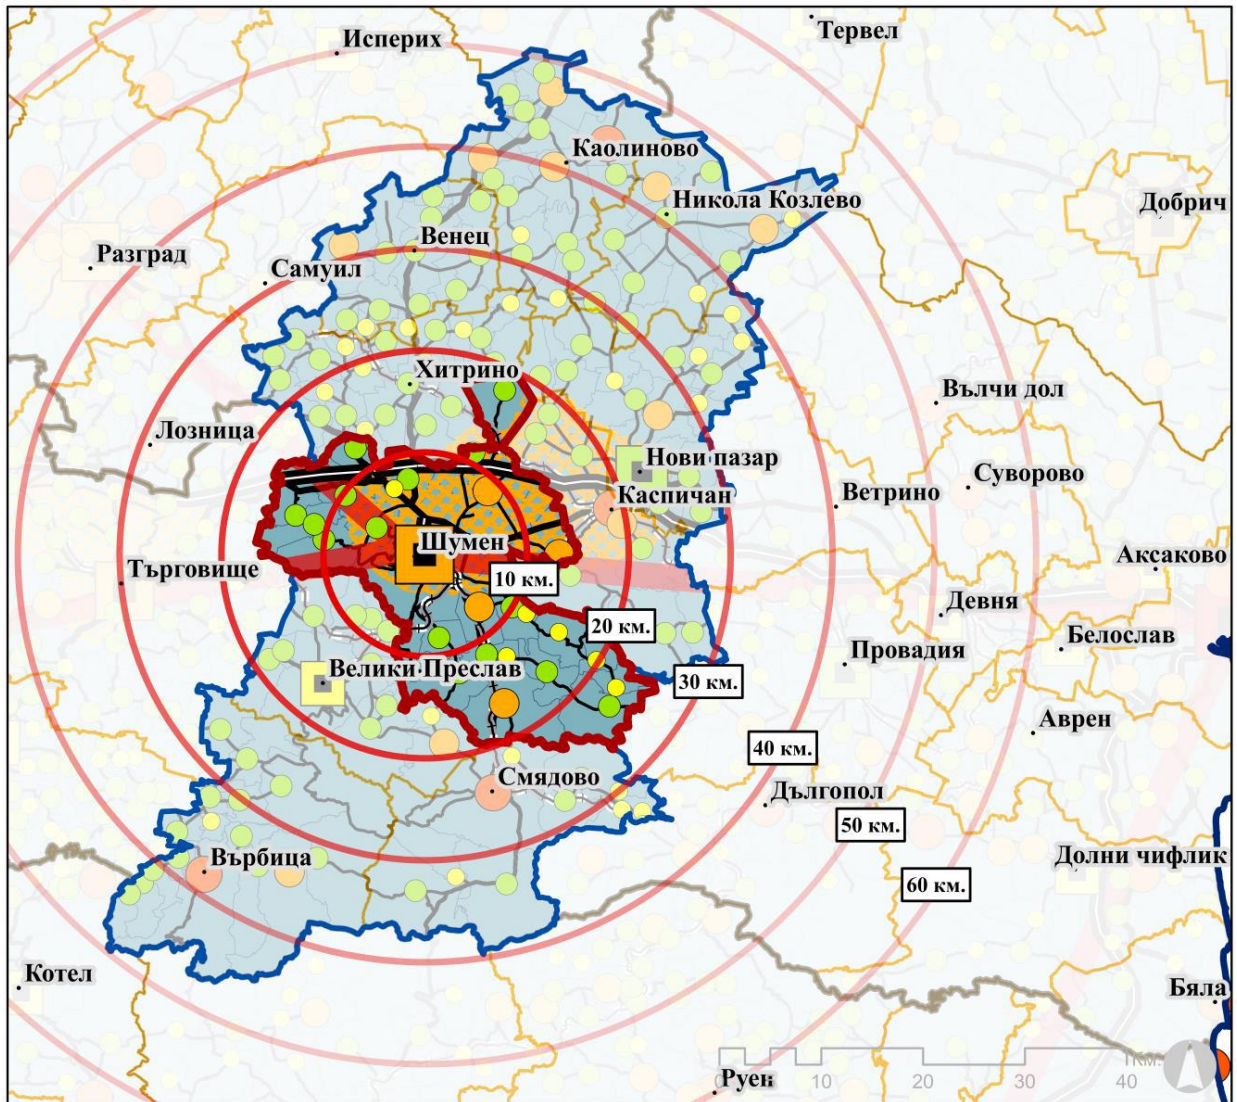 Тервел
Исперих
Каолиново
Никола Козлево
Добрич
Венец
Разград
Самуил
Хитрино
Вълчи дол
Лозница
Нови пазар
Суворово
Ветрино
Каспичан
Шумен
Аксаково
Търговище
10 км.
Девня
20 км.
Белослав
Провадия
Велики Преслав
30 км.
Аврен
40 км.
Смядово
Дългопол
50 км.
Върбица
Долни чифлик
60 км.
Котел
Бяла
Км.
Руен
10
20
30
40